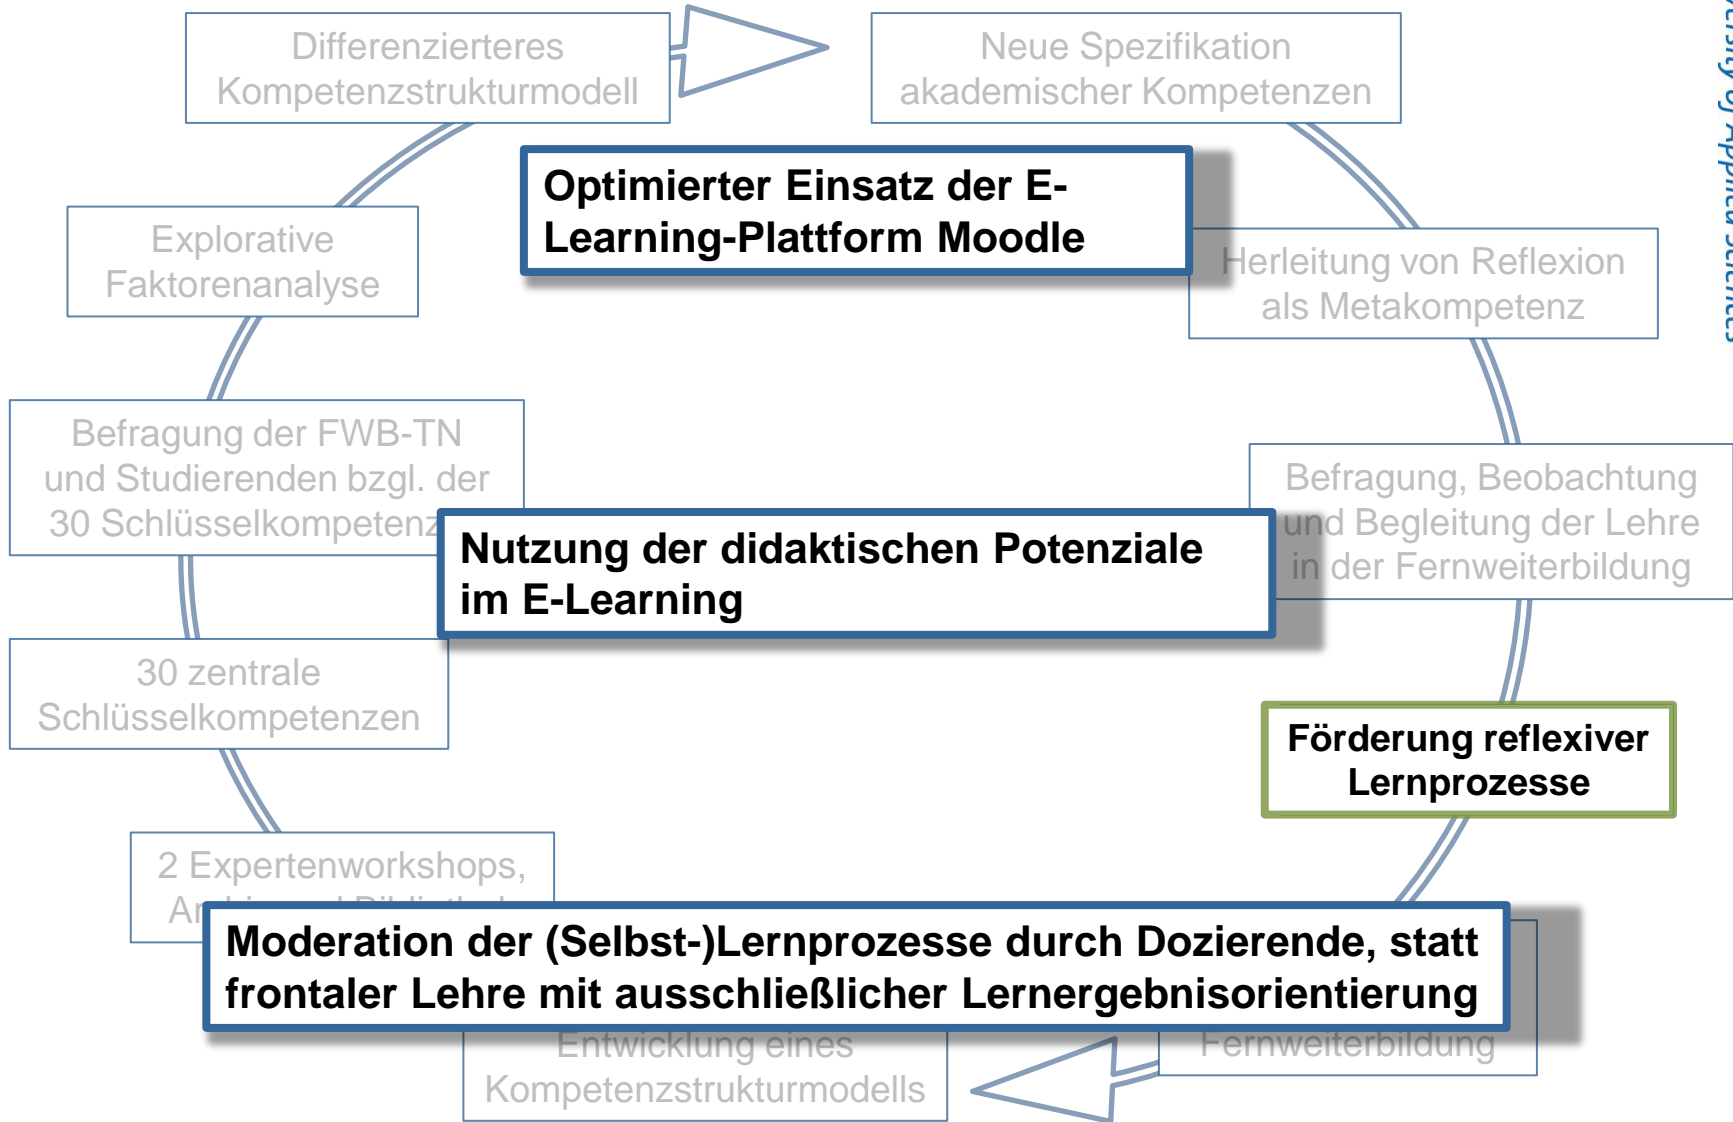 Differenzierteres
Kompetenzstrukturmodell
Neue Spezifikation
akademischer Kompetenzen
of Applied Sciences
Optimierter Einsatz der E-
Learning-Plattform Moodle
Explorative
Faktorenanalyse
Herleitung von Reflexion
als Metakompetenz
Befragung der FWB-TN
und Studierenden bzgl. der
30 Schlüsselkompetenz
Befragung, Beobachtung
und Begleitung der Lehre
in der Fernweiterbildung
Nutzung der didaktischen Potenziale
im E-Learning
30 zentrale
Schlüsselkompetenzen
Förderung reflexiver
Lernprozesse
2 Expertenworkshops,
Moderation der (Selbst-)Lernprozesse durch Dozierende, statt
frontaler Lehre mit ausschließlicher Lernergebnisorientierung
Entwicklung eines
Kompetenzstrukturmodells
Fernweiterbildung